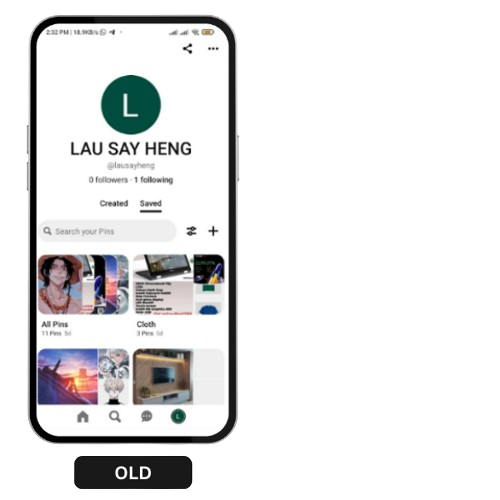 2:32 PM | 18.9KB/s
L
LAU SAY HENG
@lausayheng
0 followers · 1 following
Created Saved
Search your Pins
All Pins
11 Pins 5d
Cloth
3 Pins 5d
L
OLD